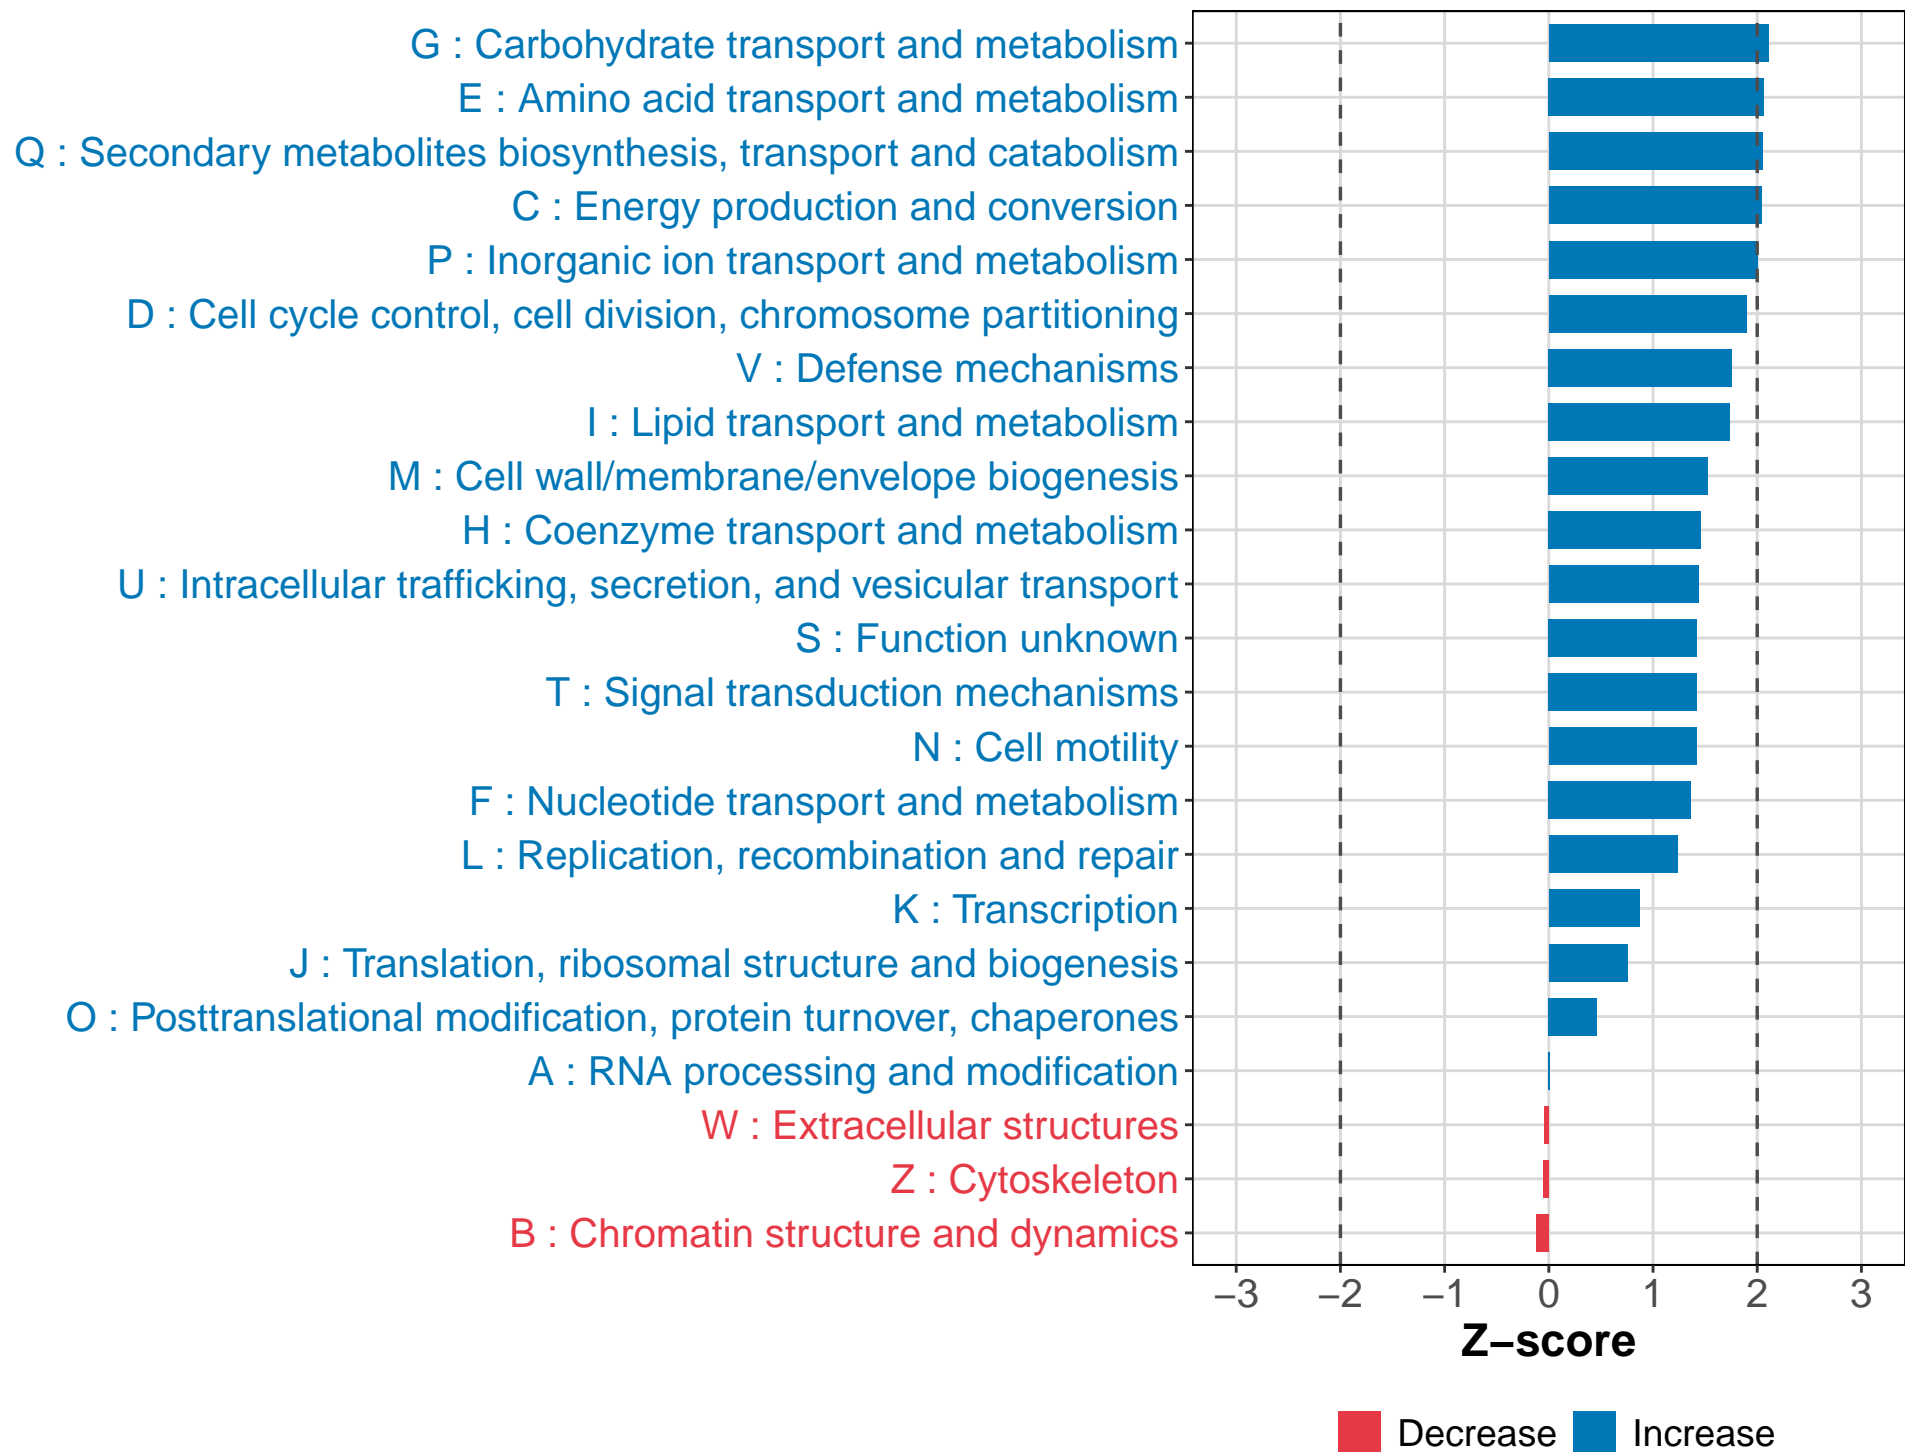 G : Carbohydrate transport and metabolism
E : Amino acid transport and metabolism
Q : Secondary metabolites biosynthesis, transport and catabolism
C : Energy production and conversion
P : Inorganic ion transport and metabolism
D : Cell cycle control, cell division, chromosome partitioning
V : Defense mechanisms
I : Lipid transport and metabolism
M : Cell wall/membrane/envelope biogenesis
H : Coenzyme transport and metabolism
U : Intracellular trafficking, secretion, and vesicular transport
S : Function unknown
T : Signal transduction mechanisms
N : Cell motility
F : Nucleotide transport and metabolism
L : Replication, recombination and repair
K : Transcription
J : Translation, ribosomal structure and biogenesis
O : Posttranslational modification, protein turnover, chaperones
A : RNA processing and modification
W : Extracellular structures
Z : Cytoskeleton
B : Chromatin structure and dynamics
−3 −2 −1 0 1 2 3
Z−score
Decrease Increase